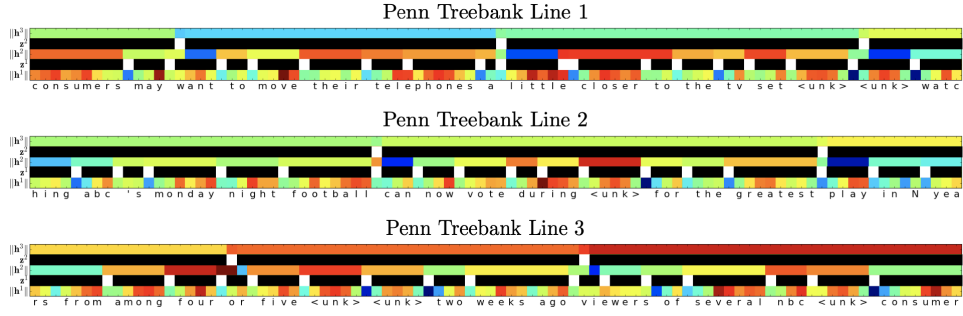 Penn Treebank Line 1
||h³||
z²
||h²||
z¹
||h¹||
consumers may want to move their telephones a little closer to the tv set <unk> <unk> watc
Penn Treebank Line 2
||h³||
z²
||h²||
z¹
||h¹||
hing abc 's monday night football can now vote during <unk> for the greatest play in N yea
Penn Treebank Line 3
||h³||
z²
||h²||
z¹
||h¹||
rs from among four or five <unk> <unk> two weeks ago viewers of several nbc <unk> consumer